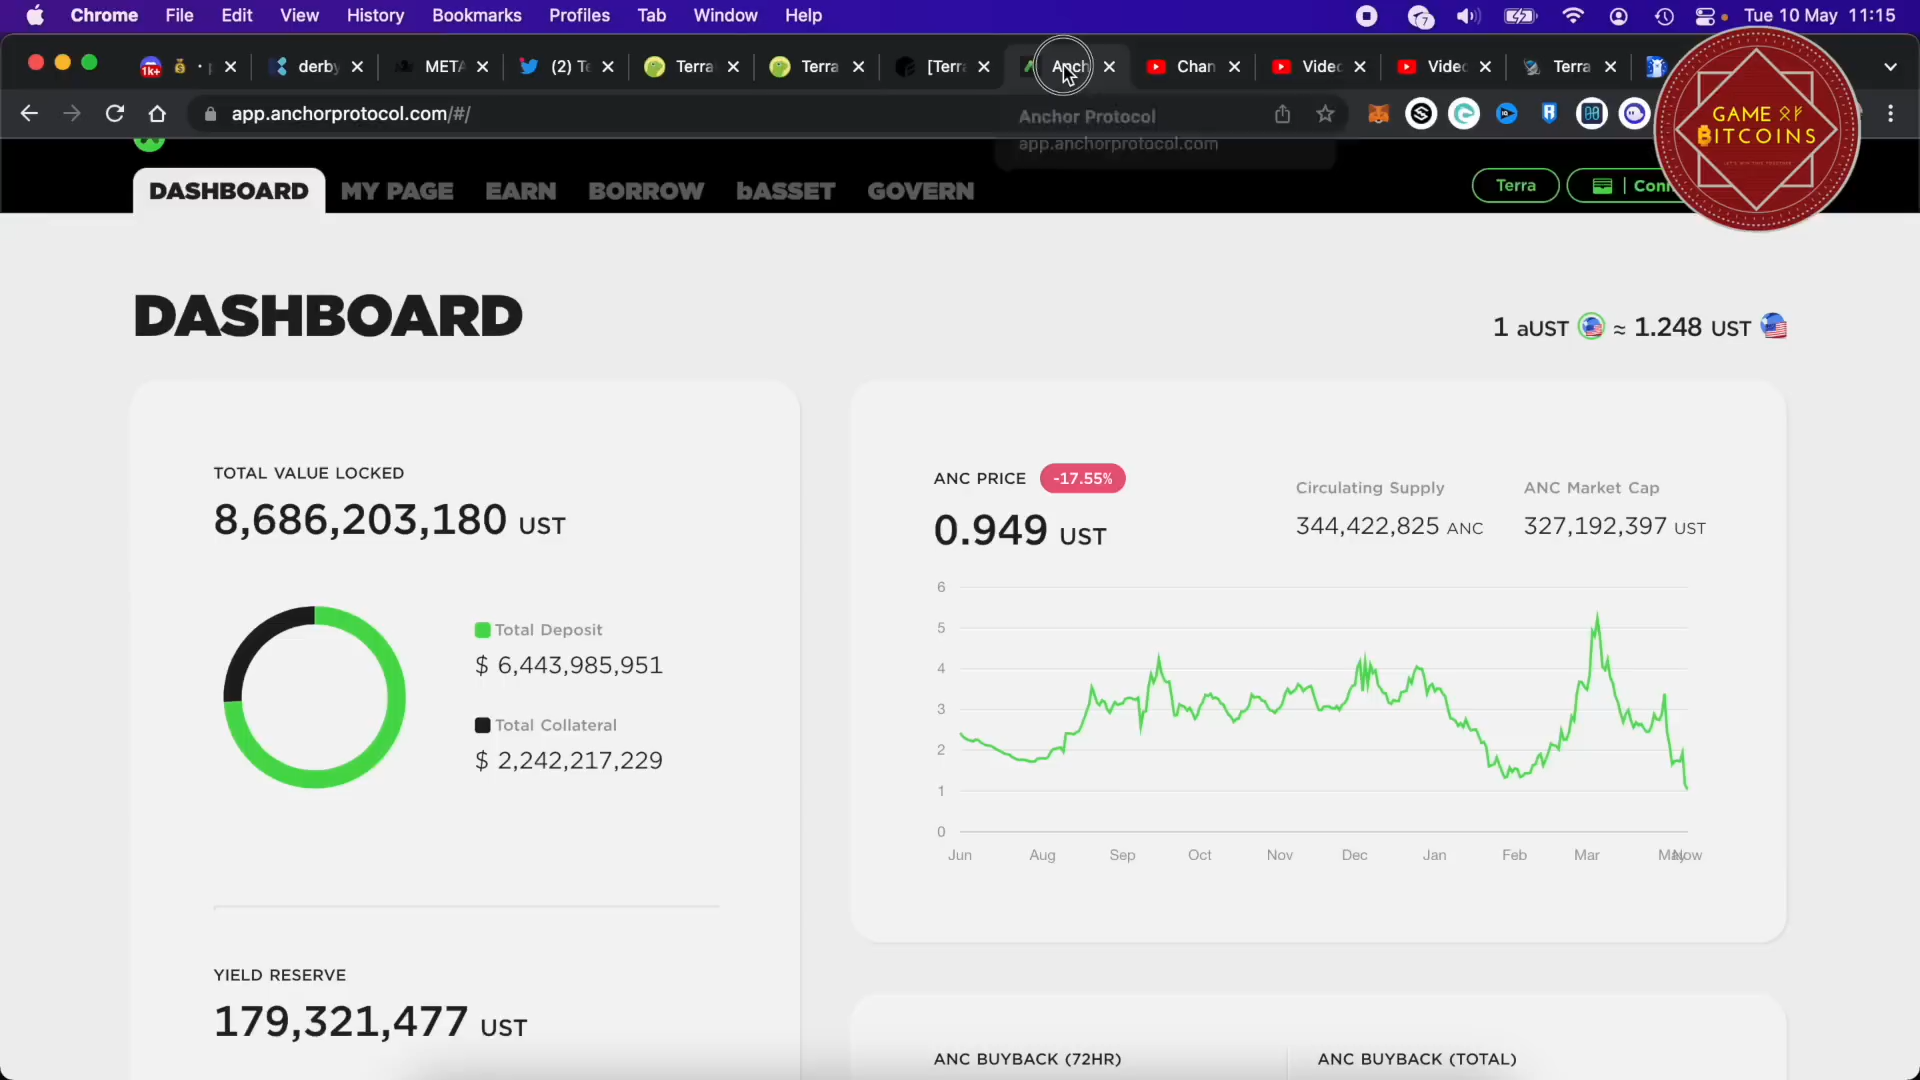 Chrome File Edit View History Bookmarks Profiles Tab Window Help 7 Tue 10 May 11:15
1k+ derby META (2) Te Terra Terra [Terra Anch Chan Videc Videc Terra
app.anchorprotocol.com/#/
Anchor Protocol
app.anchorprotocol.com
GAME OF
BITCOINS
DASHBOARD MY PAGE EARN BORROW bASSET GOVERN Terra
DASHBOARD
1 aUST ≈ 1.248 UST
TOTAL VALUE LOCKED
8,686,203,180 UST
Total Deposit
$ 6,443,985,951
Total Collateral
$ 2,242,217,229
YIELD RESERVE
179,321,477 UST
ANC PRICE -17.55%
0.949 UST
Circulating Supply
344,422,825 ANC
ANC Market Cap
327,192,397 UST
6
5
4
3
2
1
0
Jun Aug Sep Oct Nov Dec Jan Feb Mar May Now
ANC BUYBACK (72HR)
ANC BUYBACK (TOTAL)